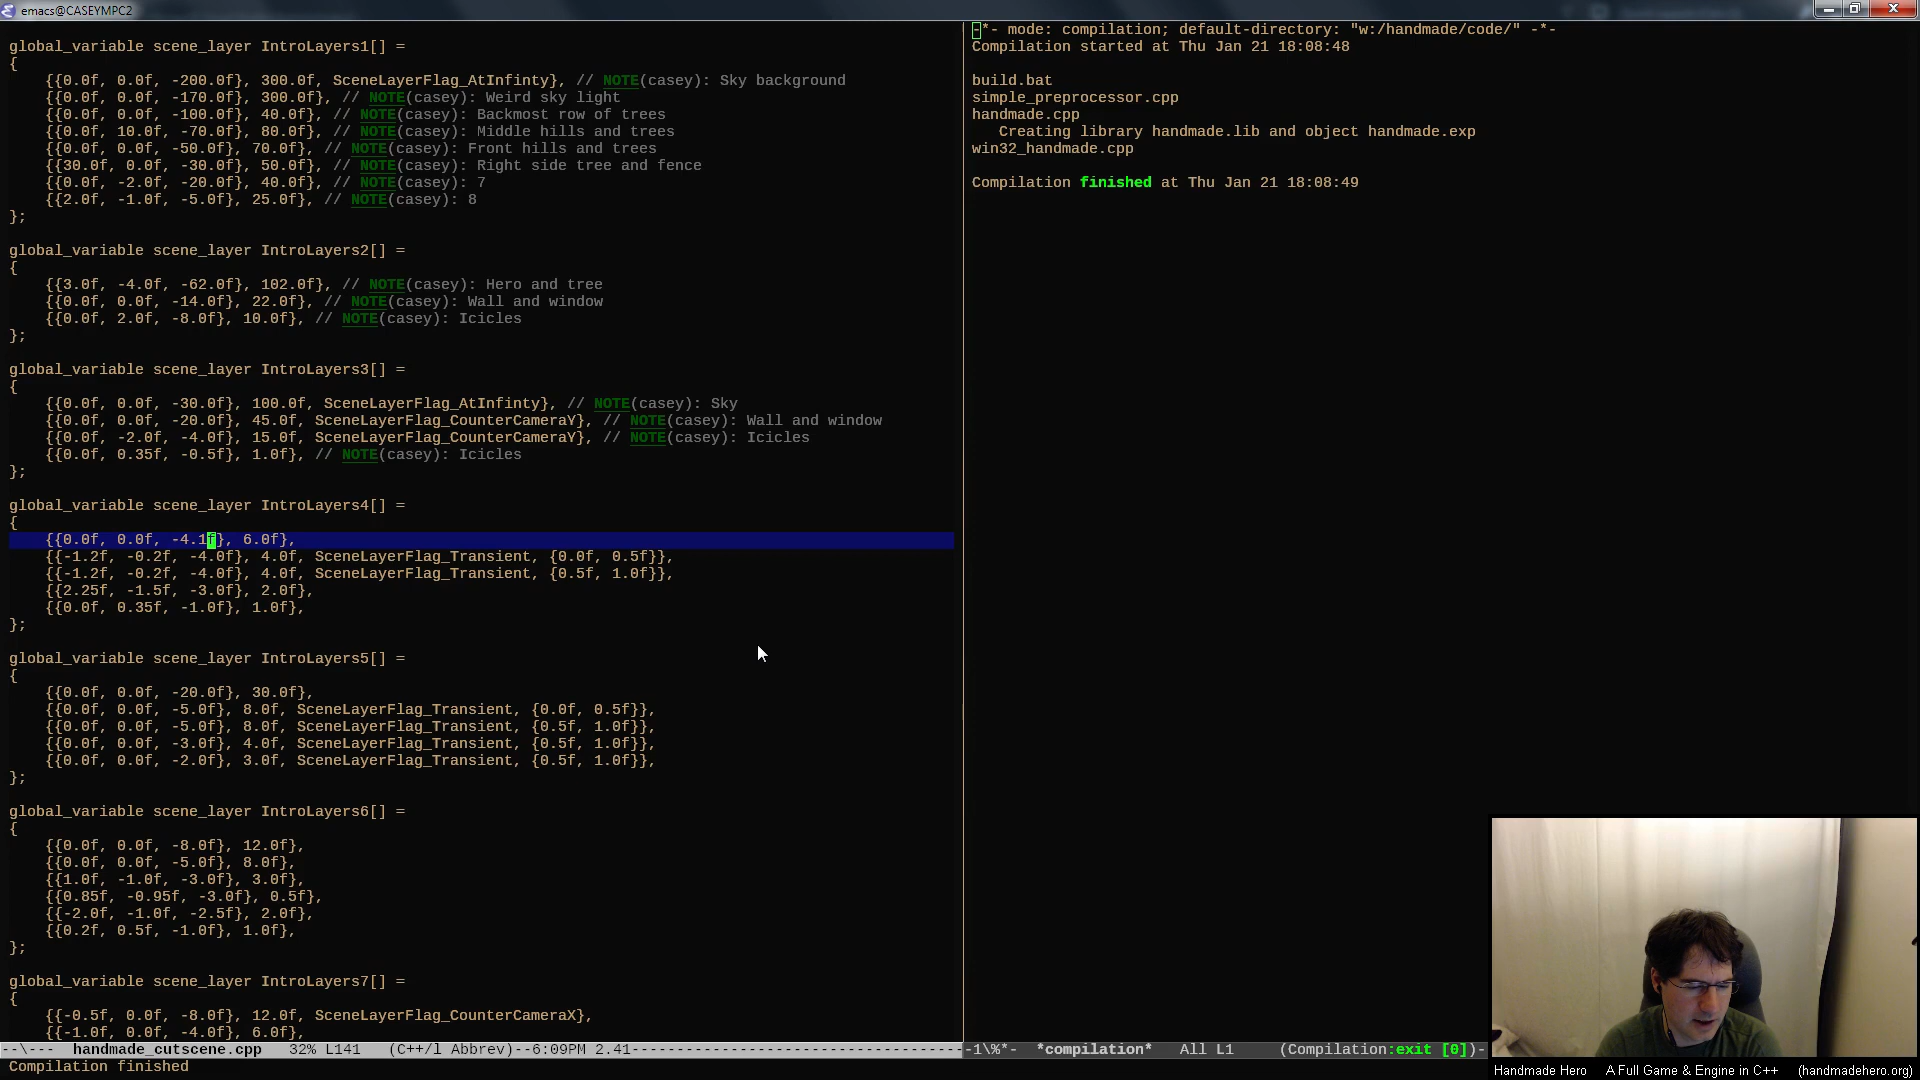 emacs@CASEYMPC2
global_variable scene_layer IntroLayers1[] =
{
    {{0.0f, 0.0f, -200.0f}, 300.0f, SceneLayerFlag_AtInfinty}, // NOTE(casey): Sky background
    {{0.0f, 0.0f, -170.0f}, 300.0f}, // NOTE(casey): Weird sky light
    {{0.0f, 0.0f, -100.0f}, 40.0f}, // NOTE(casey): Backmost row of trees
    {{0.0f, 10.0f, -70.0f}, 80.0f}, // NOTE(casey): Middle hills and trees
    {{0.0f, 0.0f, -50.0f}, 70.0f}, // NOTE(casey): Front hills and trees
    {{30.0f, 0.0f, -30.0f}, 50.0f}, // NOTE(casey): Right side tree and fence
    {{0.0f, -2.0f, -20.0f}, 40.0f}, // NOTE(casey): 7
    {{2.0f, -1.0f, -5.0f}, 25.0f}, // NOTE(casey): 8
};
global_variable scene_layer IntroLayers2[] =
{
    {{3.0f, -4.0f, -62.0f}, 102.0f}, // NOTE(casey): Hero and tree
    {{0.0f, 0.0f, -14.0f}, 22.0f}, // NOTE(casey): Wall and window
    {{0.0f, 2.0f, -8.0f}, 10.0f}, // NOTE(casey): Icicles
};
global_variable scene_layer IntroLayers3[] =
{
    {{0.0f, 0.0f, -30.0f}, 100.0f, SceneLayerFlag_AtInfinty}, // NOTE(casey): Sky
    {{0.0f, 0.0f, -20.0f}, 45.0f, SceneLayerFlag_CounterCameraY}, // NOTE(casey): Wall and window
    {{0.0f, -2.0f, -4.0f}, 15.0f, SceneLayerFlag_CounterCameraY}, // NOTE(casey): Icicles
    {{0.0f, 0.35f, -0.5f}, 1.0f}, // NOTE(casey): Icicles
};
global_variable scene_layer IntroLayers4[] =
{
    {{0.0f, 0.0f, -4.1f}, 6.0f},
    {{-1.2f, -0.2f, -4.0f}, 4.0f, SceneLayerFlag_Transient, {0.0f, 0.5f}},
    {{-1.2f, -0.2f, -4.0f}, 4.0f, SceneLayerFlag_Transient, {0.5f, 1.0f}},
    {{2.25f, -1.5f, -3.0f}, 2.0f},
    {{0.0f, 0.35f, -1.0f}, 1.0f},
};
global_variable scene_layer IntroLayers5[] =
{
    {{0.0f, 0.0f, -20.0f}, 30.0f},
    {{0.0f, 0.0f, -5.0f}, 8.0f, SceneLayerFlag_Transient, {0.0f, 0.5f}},
    {{0.0f, 0.0f, -5.0f}, 8.0f, SceneLayerFlag_Transient, {0.5f, 1.0f}},
    {{0.0f, 0.0f, -3.0f}, 4.0f, SceneLayerFlag_Transient, {0.5f, 1.0f}},
    {{0.0f, 0.0f, -2.0f}, 3.0f, SceneLayerFlag_Transient, {0.5f, 1.0f}},
};
global_variable scene_layer IntroLayers6[] =
{
    {{0.0f, 0.0f, -8.0f}, 12.0f},
    {{0.0f, 0.0f, -5.0f}, 8.0f},
    {{1.0f, -1.0f, -3.0f}, 3.0f},
    {{0.85f, -0.95f, -3.0f}, 0.5f},
    {{-2.0f, -1.0f, -2.5f}, 2.0f},
    {{0.2f, 0.5f, -1.0f}, 1.0f},
};
global_variable scene_layer IntroLayers7[] =
{
    {{-0.5f, 0.0f, -8.0f}, 12.0f, SceneLayerFlag_CounterCameraX},
    {{-1.0f, 0.0f, -4.0f}, 6.0f},
--\--- handmade_cutscene.cpp 32% L141 (C++/l Abbrev)--6:09PM 2.41
Compilation finished
-*- mode: compilation; default-directory: "w:/handmade/code/" -*-
Compilation started at Thu Jan 21 18:08:48
build.bat
simple_preprocessor.cpp
handmade.cpp
   Creating library handmade.lib and object handmade.exp
win32_handmade.cpp
Compilation finished at Thu Jan 21 18:08:49
-1\%*- *compilation* All L1 (Compilation:exit [0])-
Handmade Hero A Full Game & Engine in C++ (handmadehero.org)